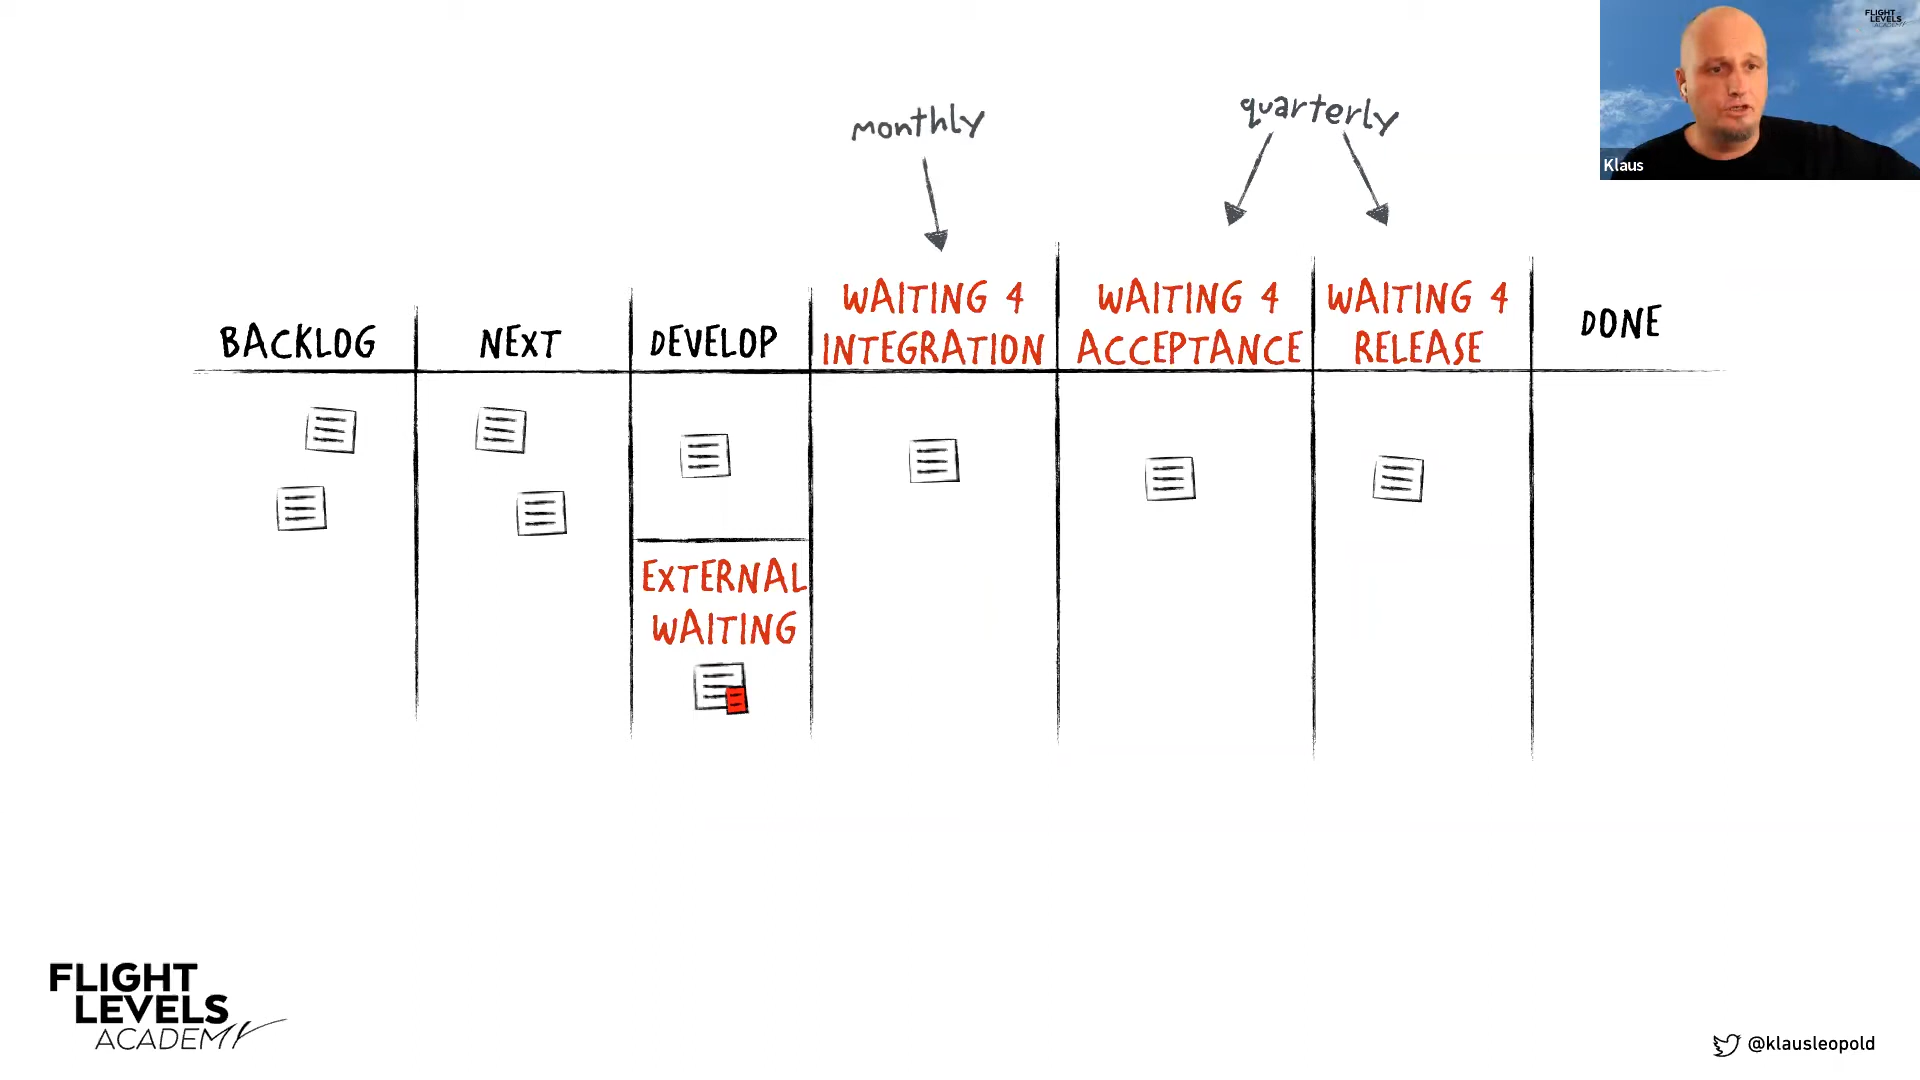 FLIGHT
LEVELS
ACADEMY
Klaus
monthly
quarterly
BACKLOG
NEXT
DEVELOP
WAITING 4
INTEGRATION
WAITING 4
ACCEPTANCE
WAITING 4
RELEASE
DONE
EXTERNAL
WAITING
FLIGHT
LEVELS
ACADEMY
@klausleopold